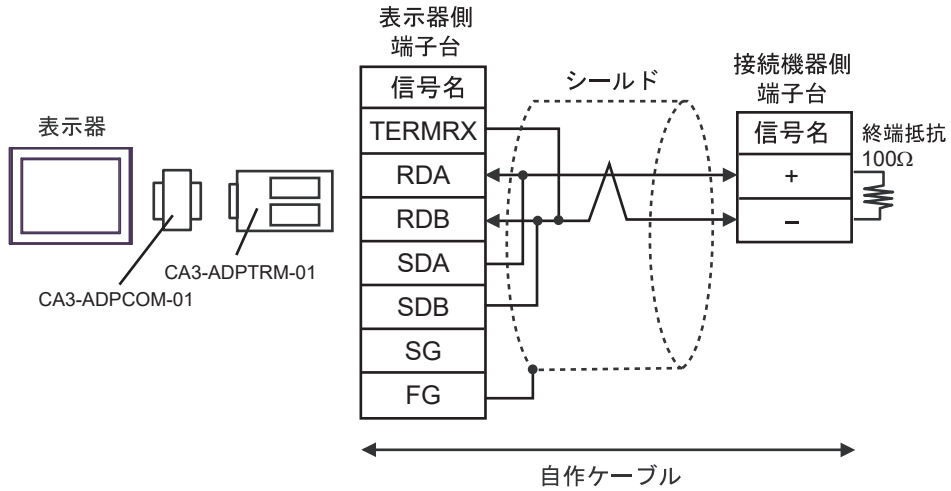 表示器
CA3-ADPCOM-01
CA3-ADPTRM-01
表示器側
端子台
信号名
TERMRX
RDA
RDB
SDA
SDB
SG
FG
シールド
接続機器側
端子台
信号名
+
–
終端抵抗
100Ω
自作ケーブル